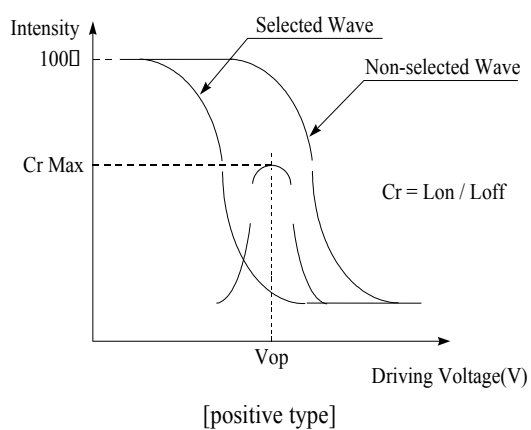 Intensity
Selected Wave
100▯
Non-selected Wave
Cr Max
Cr = Lon / Loff
Vop
Driving Voltage(V)
[positive type]